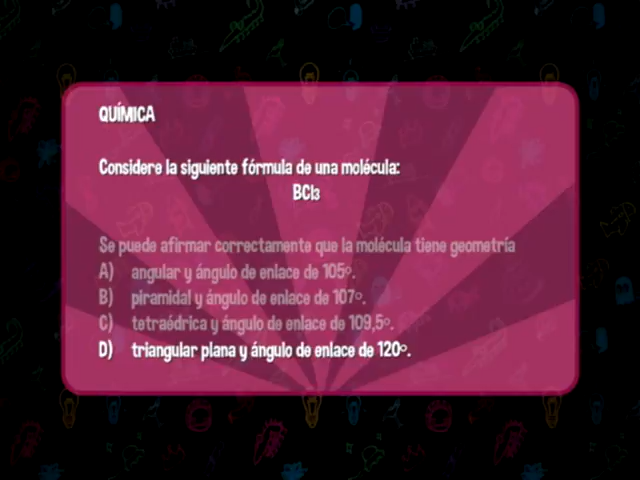 QUÍMICA
Considere la siguiente fórmula de una molécula:
BCl₃
Se puede afirmar correctamente que la molécula tiene geometría
A) angular y ángulo de enlace de 105º.
B) piramidal y ángulo de enlace de 107º.
C) tetraédrica y ángulo de enlace de 109,5º.
D) triangular plana y ángulo de enlace de 120º.